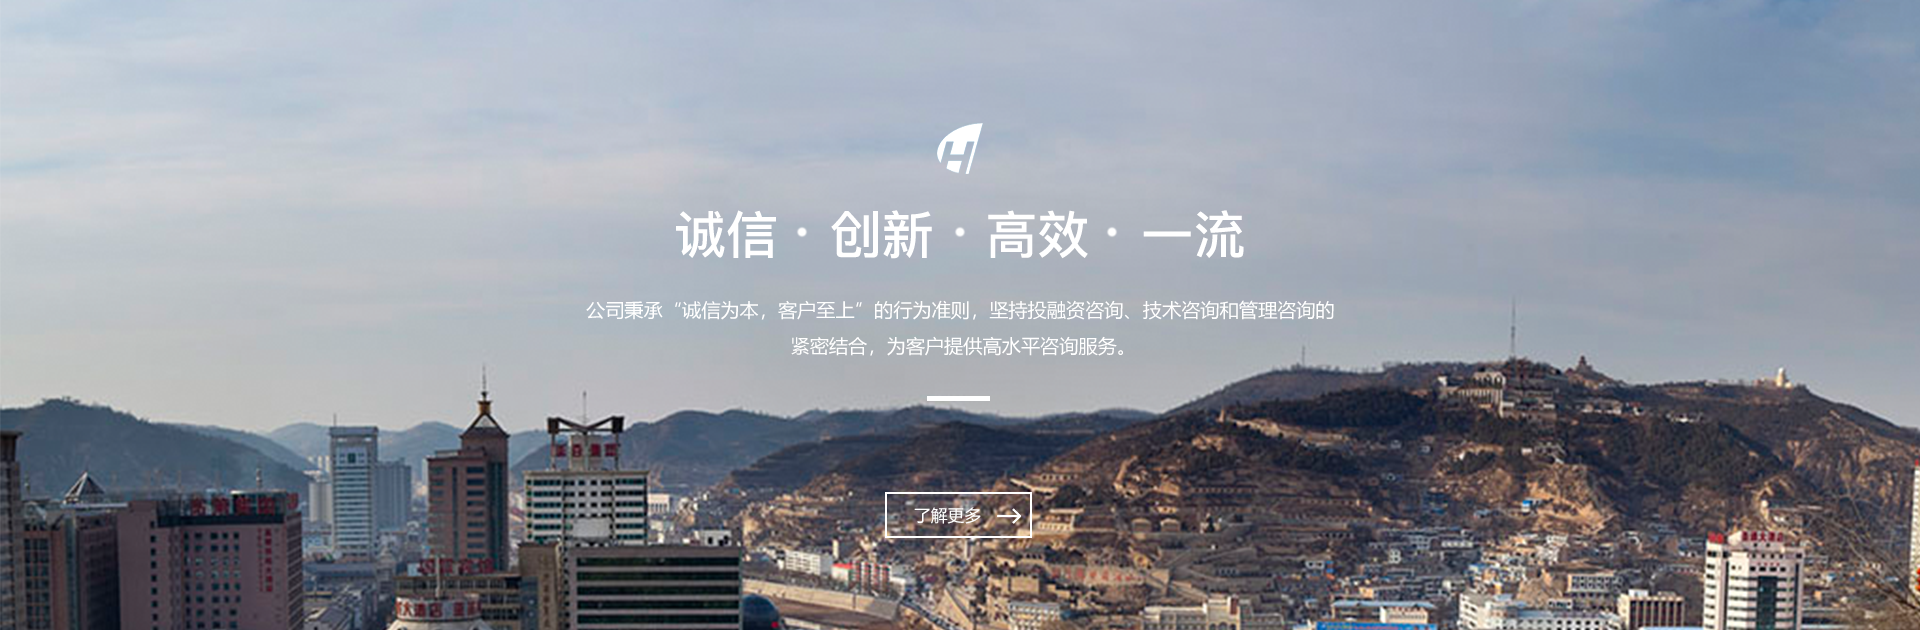 诚信·创新·高效·一流
公司秉承“诚信为本，客户至上”的行为准则，坚持投融资咨询、技术咨询和管理咨询的
紧密结合，为客户提供高水平咨询服务。
了解更多